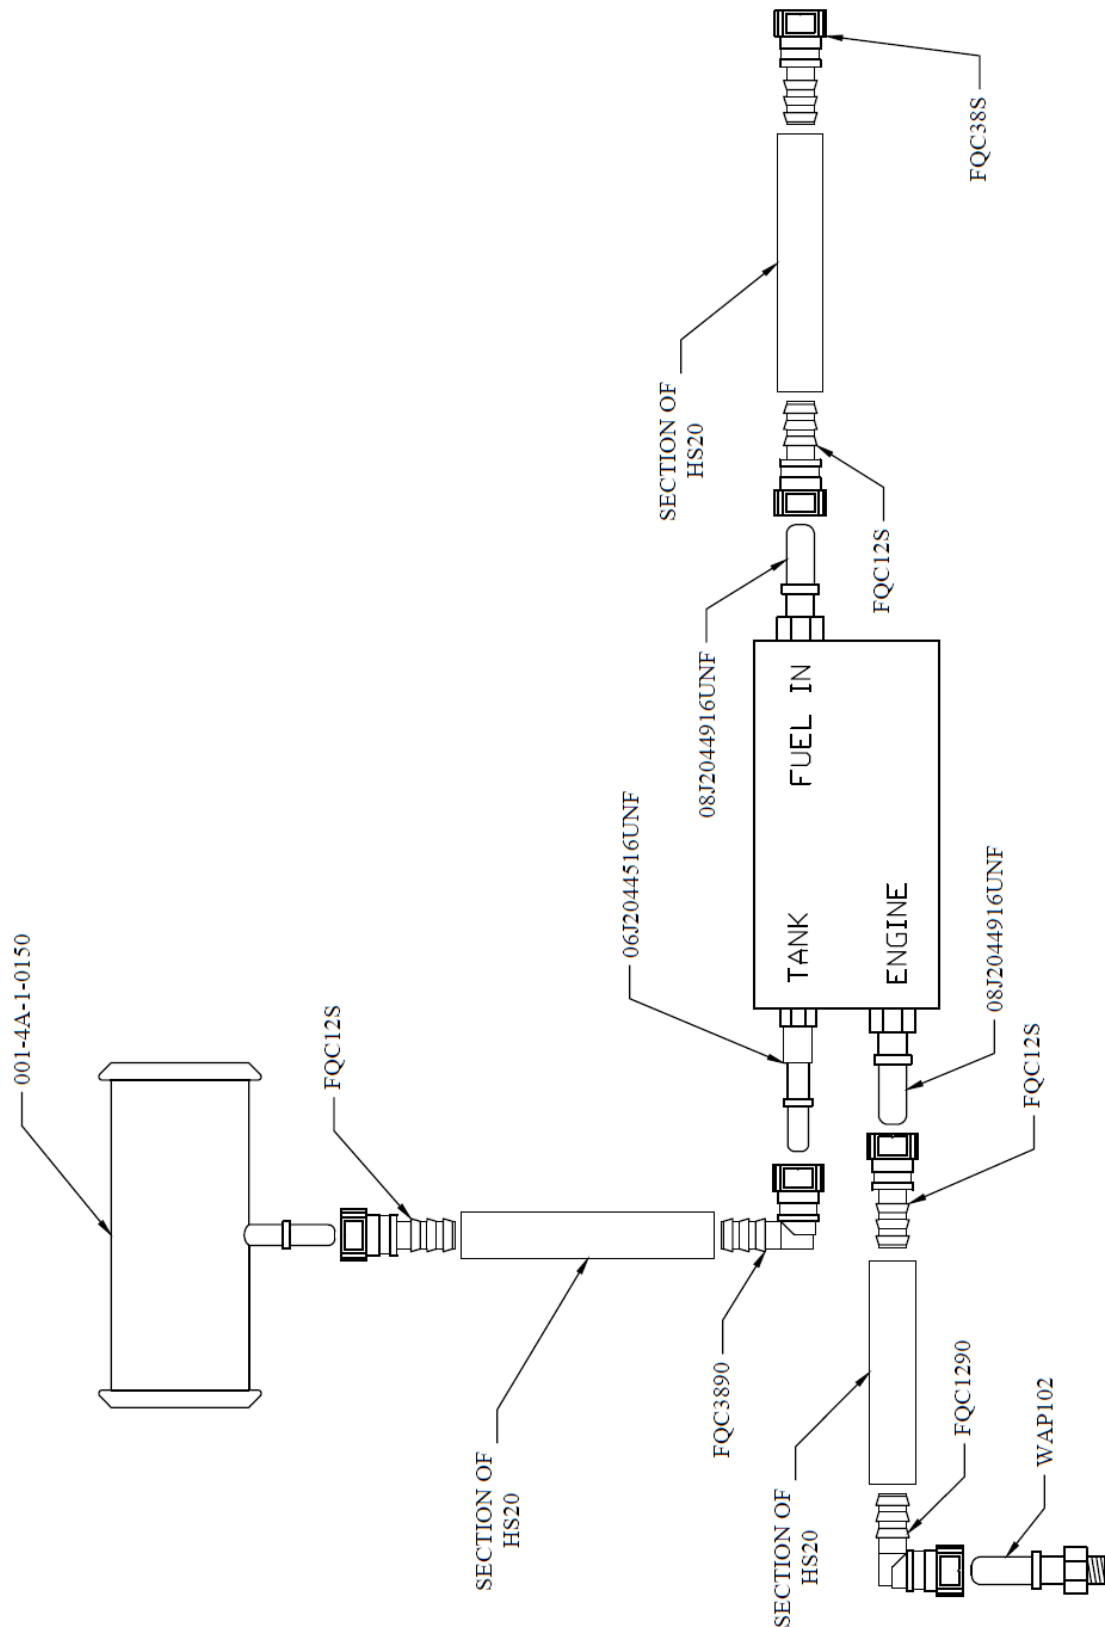 001-4A-1-0150
FQC12S
SECTION OF
HS20
FQC3890
06J2044516UNF
TANK
FUEL IN
ENGINE
08J2044916UNF
FQC12S
SECTION OF
HS20
FQC38S
08J2044916UNF
FQC12S
SECTION OF
HS20
FQC1290
WAP102